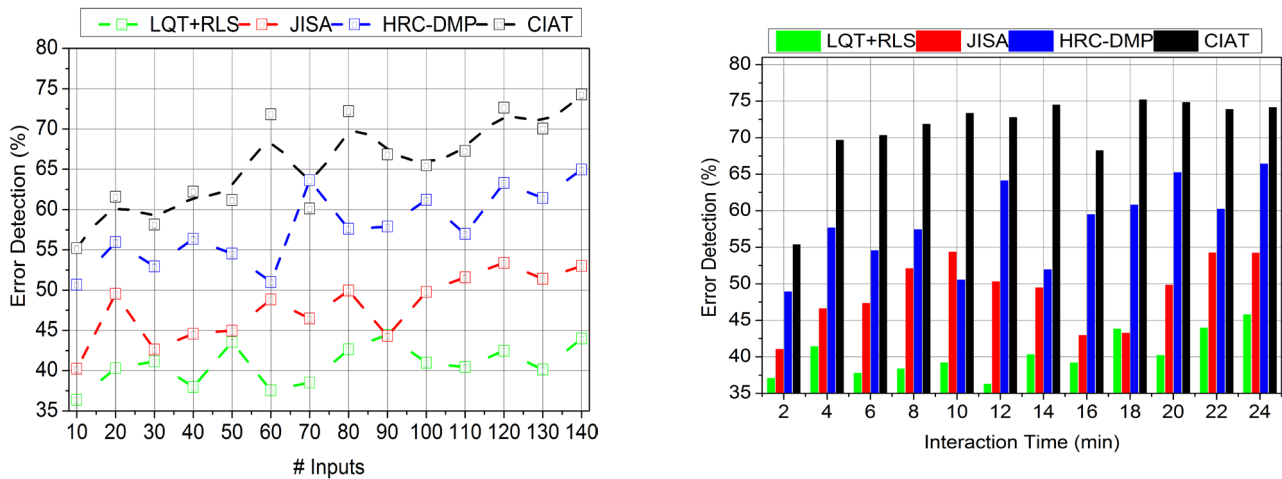 LQT+RLS JISA HRC-DMP CIAT
Error Detection (%)
80
75
70
65
60
55
50
45
40
35
10 20 30 40 50 60 70 80 90 100 110 120 130 140
# Inputs
LQT+RLS JISA HRC-DMP CIAT
Error Detection (%)
80
75
70
65
60
55
50
45
40
35
2 4 6 8 10 12 14 16 18 20 22 24
Interaction Time (min)